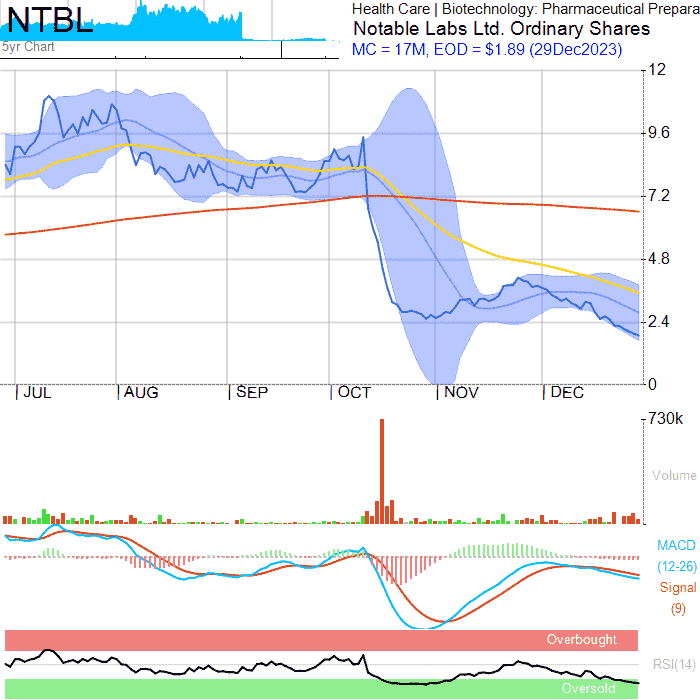 NTBL
5yr Chart
Health Care | Biotechnology: Pharmaceutical Prepara
Notable Labs Ltd. Ordinary Shares
MC = 17M, EOD = $1.89 (29Dec2023)
12
9.6
7.2
4.8
2.4
0
JUL AUG SEP OCT NOV DEC
730k
Volume
MACD
(12-26)
Signal
(9)
Overbought
RSI(14)
Oversold